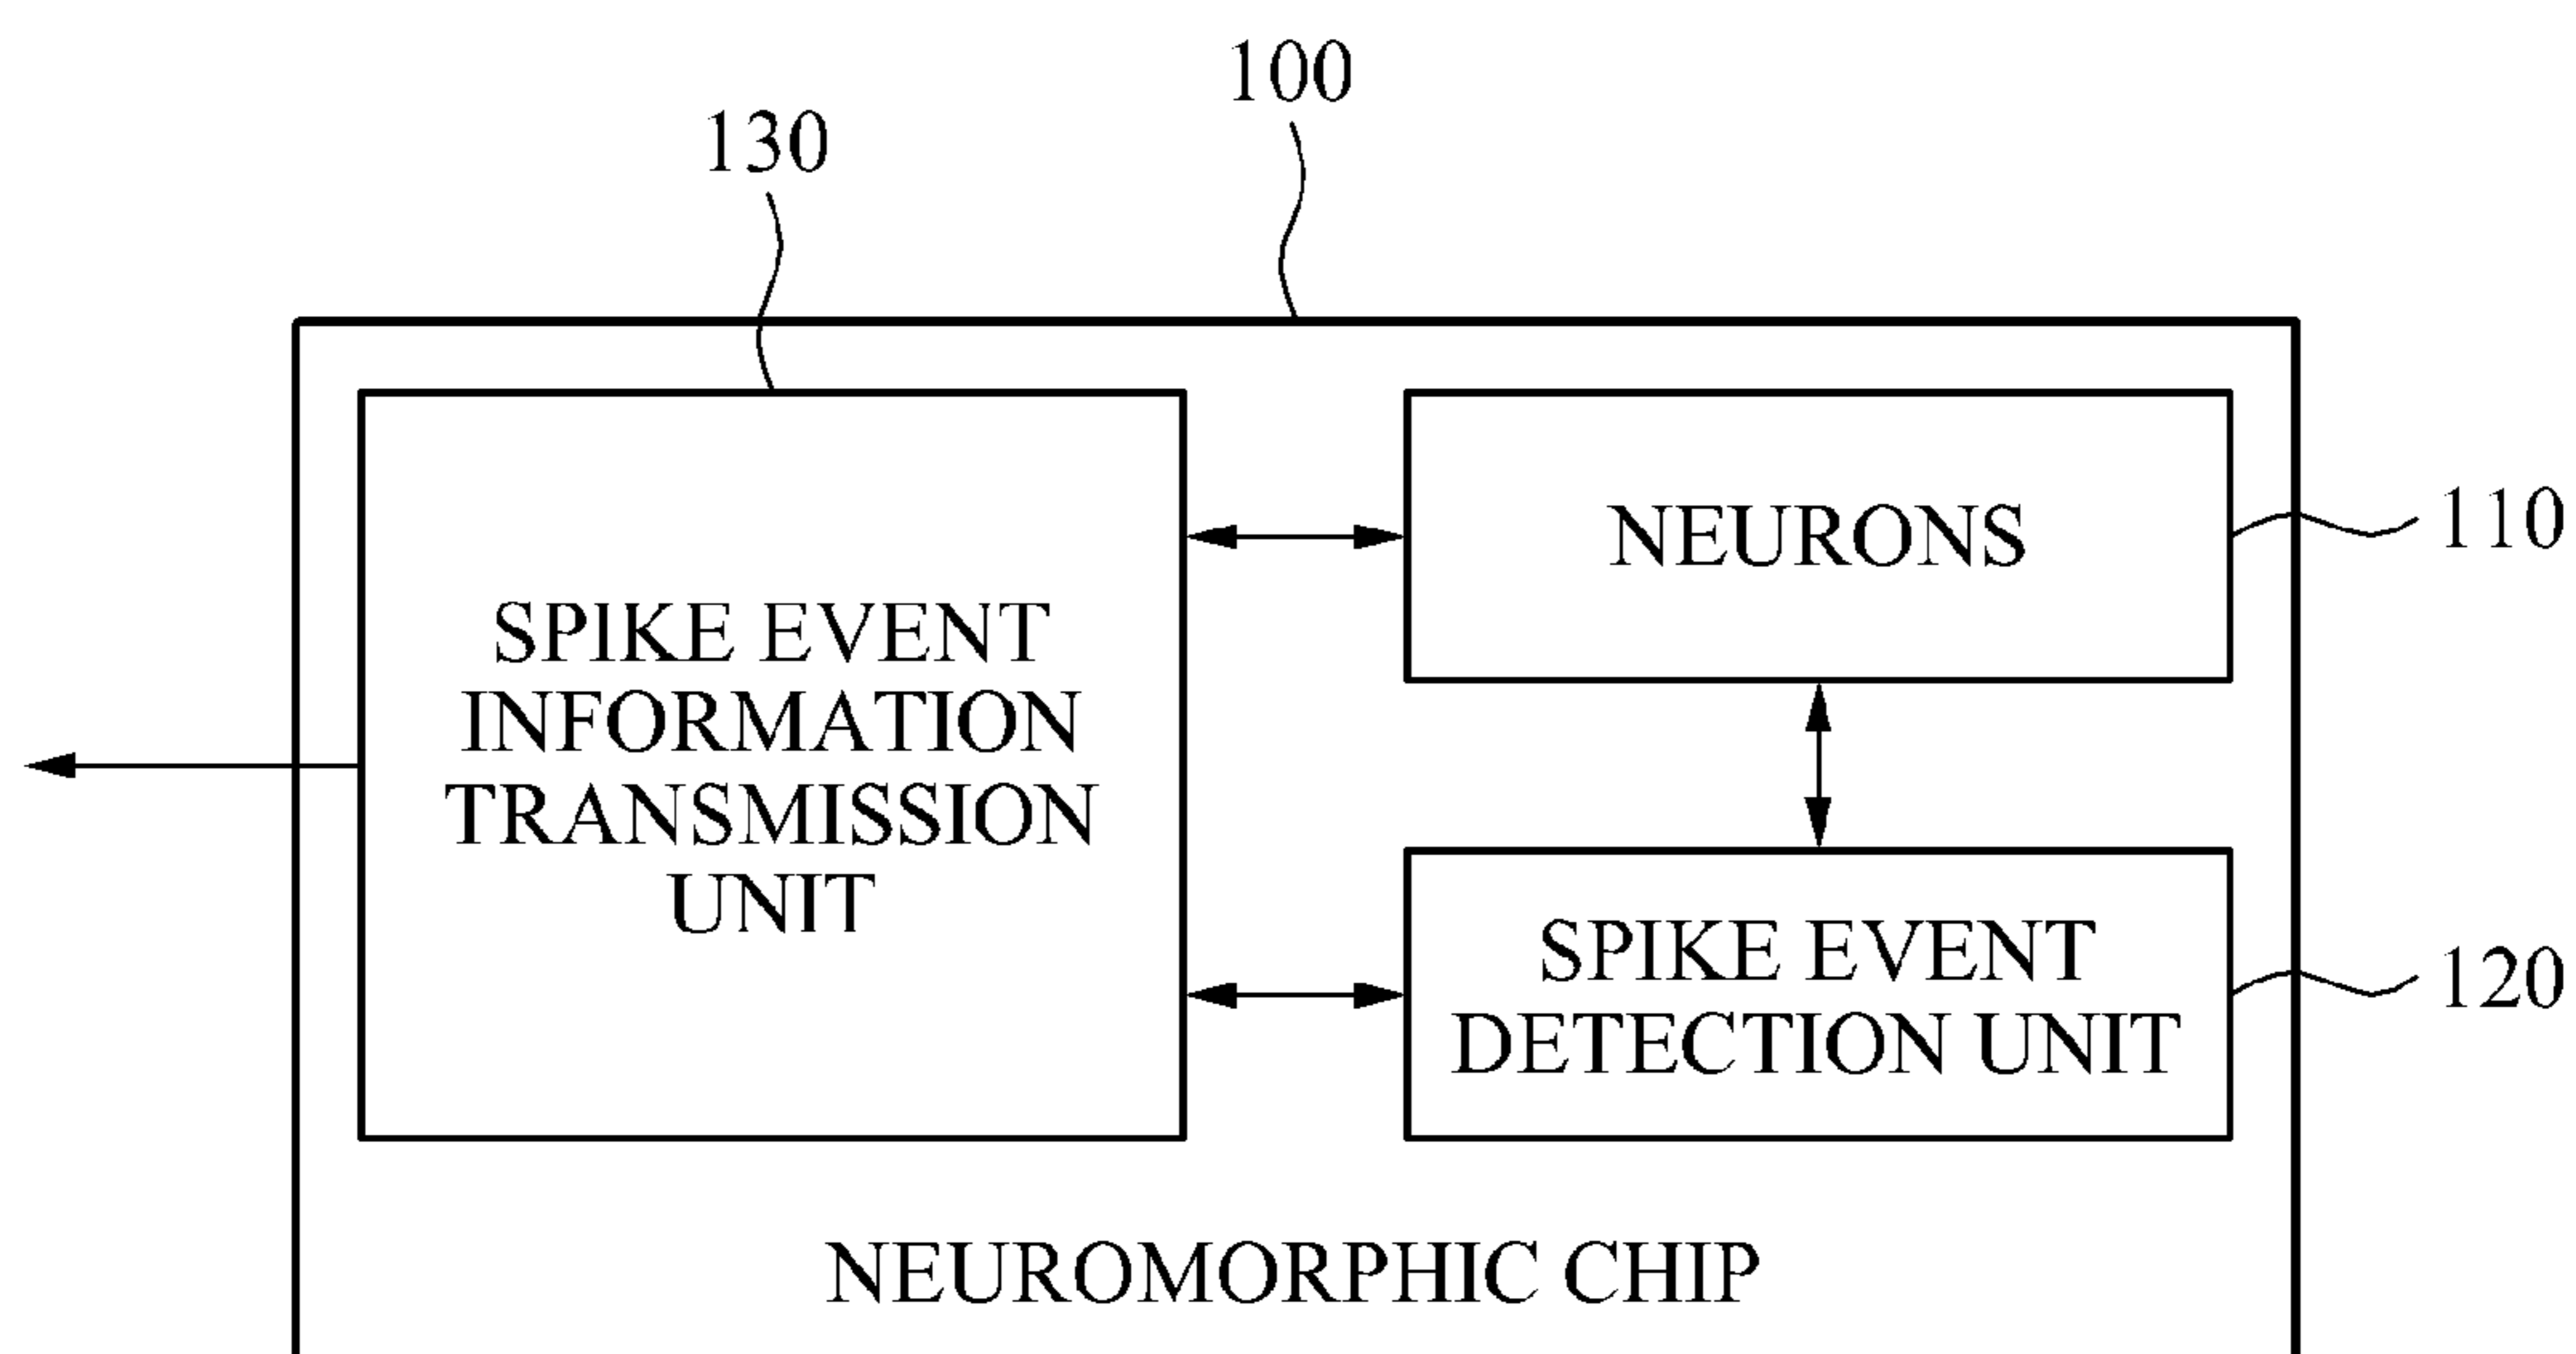 100
130
NEURONS
110
SPIKE EVENT
INFORMATION
TRANSMISSION
UNIT
SPIKE EVENT
DETECTION UNIT
120
NEUROMORPHIC CHIP